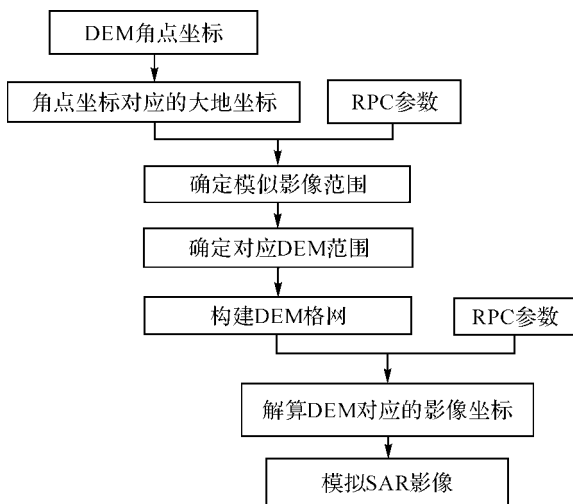 DEM角点坐标
角点坐标对应的大地坐标
RPC参数
确定模似影像范围
确定对应DEM范围
构建DEM格网
RPC参数
解算DEM对应的影像坐标
模拟SAR影像